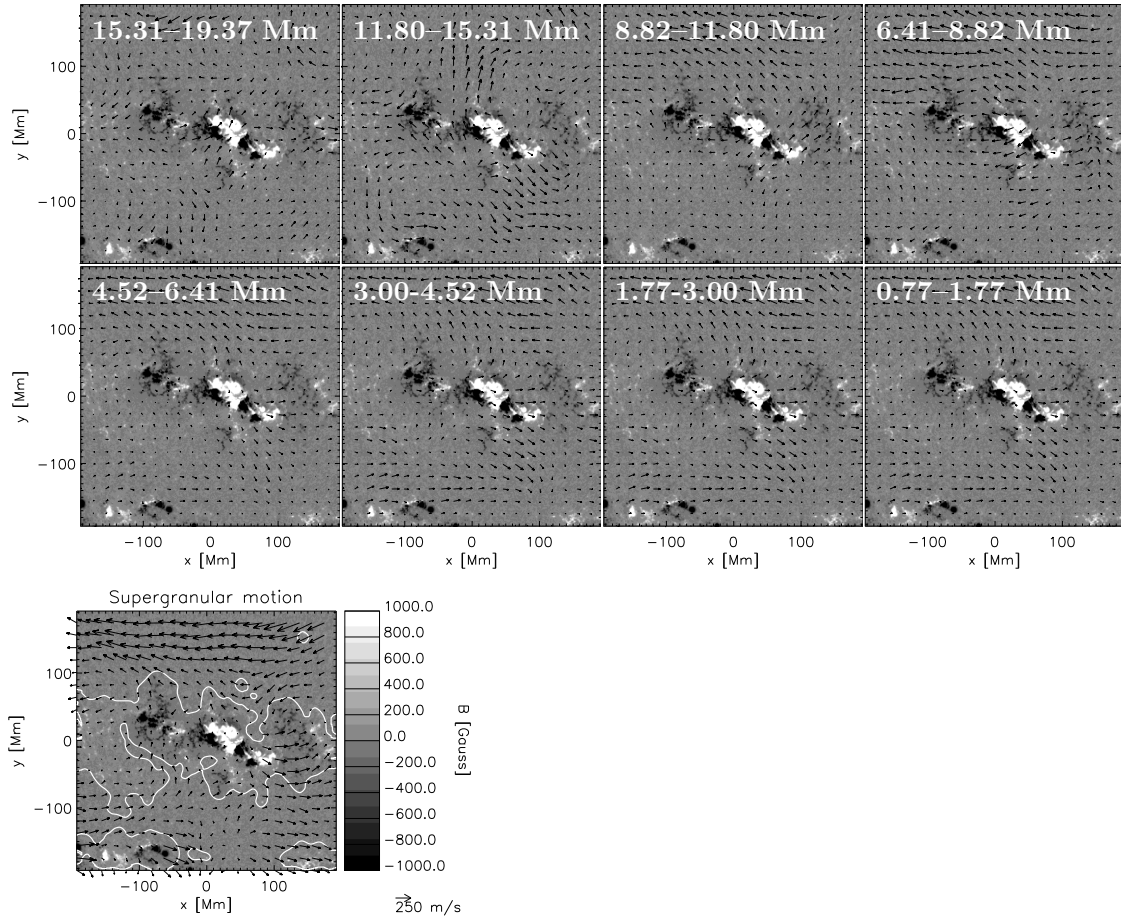 15.31–19.37 Mm 11.80–15.31 Mm 8.82–11.80 Mm 6.41–8.82 Mm
100
0
−100
y [Mm]
4.52–6.41 Mm 3.00-4.52 Mm 1.77-3.00 Mm 0.77–1.77 Mm
100
0
−100
y [Mm]
−100 0 100 −100 0 100 −100 0 100 −100 0 100
x [Mm] x [Mm] x [Mm] x [Mm]
Supergranular motion
100
0
−100
y [Mm]
−100 0 100
x [Mm]
1000.0
800.0
600.0
400.0
200.0
0.0
−200.0
−400.0
−600.0
−800.0
−1000.0
B [Gauss]
250 m/s